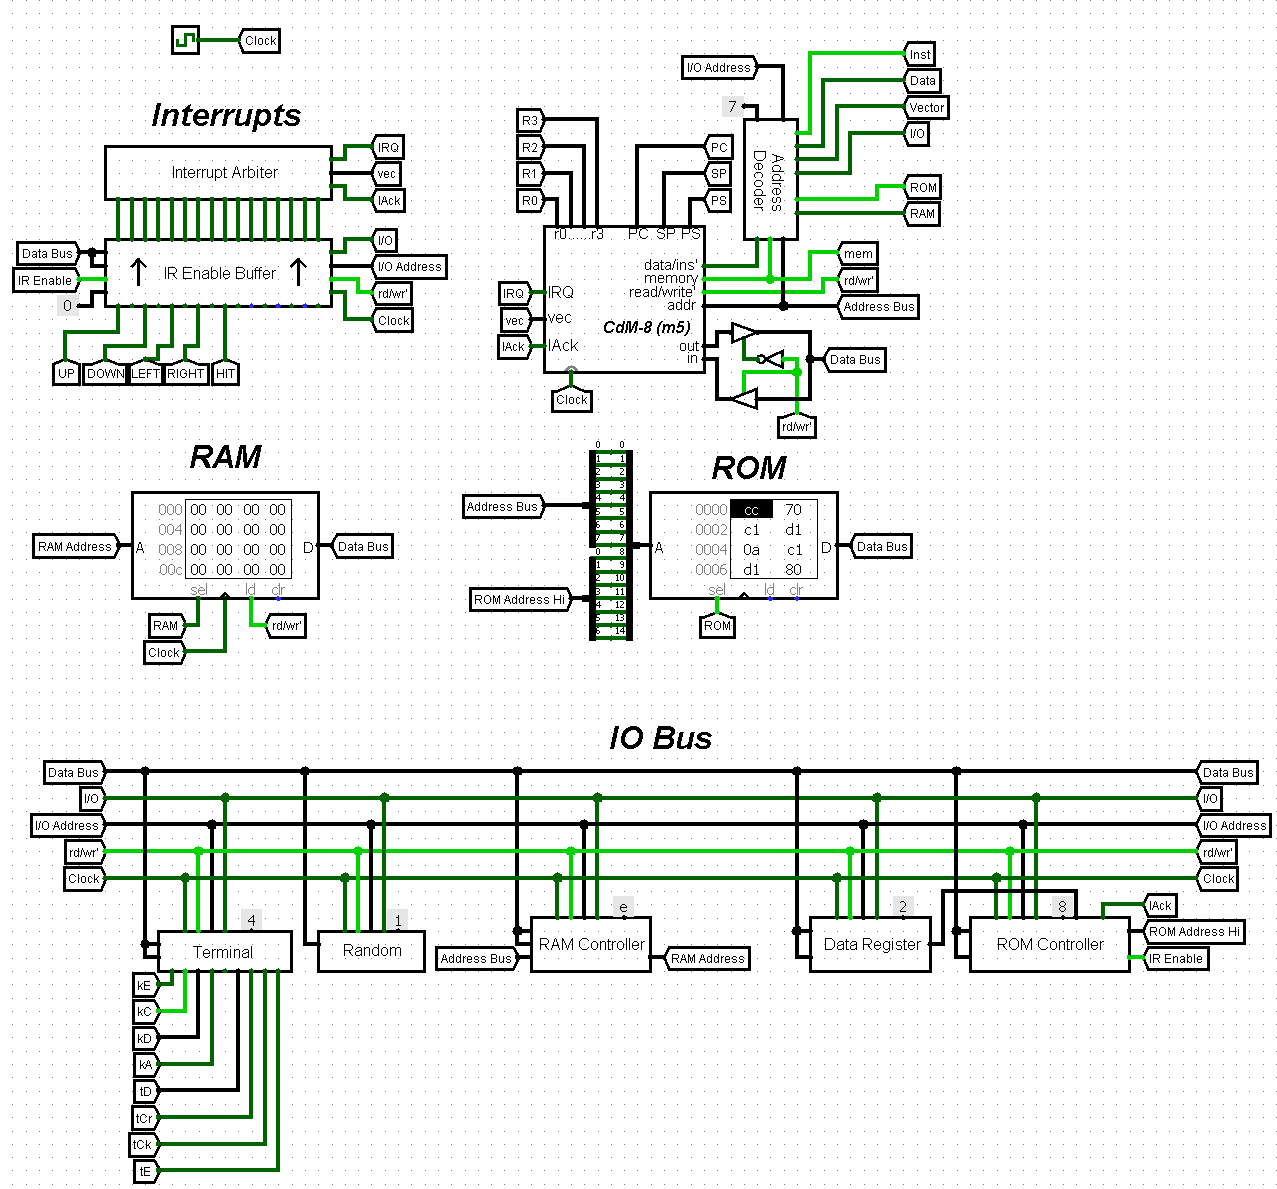 Clock
Interrupts
Interrupt Arbiter
IRQ
vec
IAck
Data Bus
IR Enable
0
IR Enable Buffer
I/O
I/O Address
rd/wr'
Clock
UP
DOWN
LEFT
RIGHT
HIT
I/O Address
7
Address
Decoder
Inst
Data
Vector
I/O
ROM
RAM
R3
R2
R1
R0
PC
SP
PS
r0......r3 PC SP PS
data/ins'
memory
read/write'
addr
CdM-8 (m5)
out
in
IRQ
vec
IAck
IRQ
vec
IAck
Clock
mem
rd/wr'
Address Bus
Data Bus
rd/wr'
RAM
RAM Address
A
000 00 00 00 00
004 00 00 00 00
008 00 00 00 00
00c 00 00 00 00
D
Data Bus
sel ld clr
RAM
rd/wr'
Clock
ROM
Address Bus
ROM Address Hi
0 0
1 1
2 2
3 3
4 4
5 5
6 6
7 7
0 8
1 9
2 10
3 11
4 12
5 13
6 14
A
0000 cc 70
0002 c1 d1
0004 0a c1
0006 d1 80
D
Data Bus
sel ld clr
ROM
IO Bus
Data Bus
I/O
I/O Address
rd/wr'
Clock
Data Bus
I/O
I/O Address
rd/wr'
Clock
4
Terminal
1
Random
e
RAM Controller
Address Bus
RAM Address
2
Data Register
8
ROM Controller
IAck
ROM Address Hi
IR Enable
kE
kC
kD
kA
tD
tCr
tCk
tE